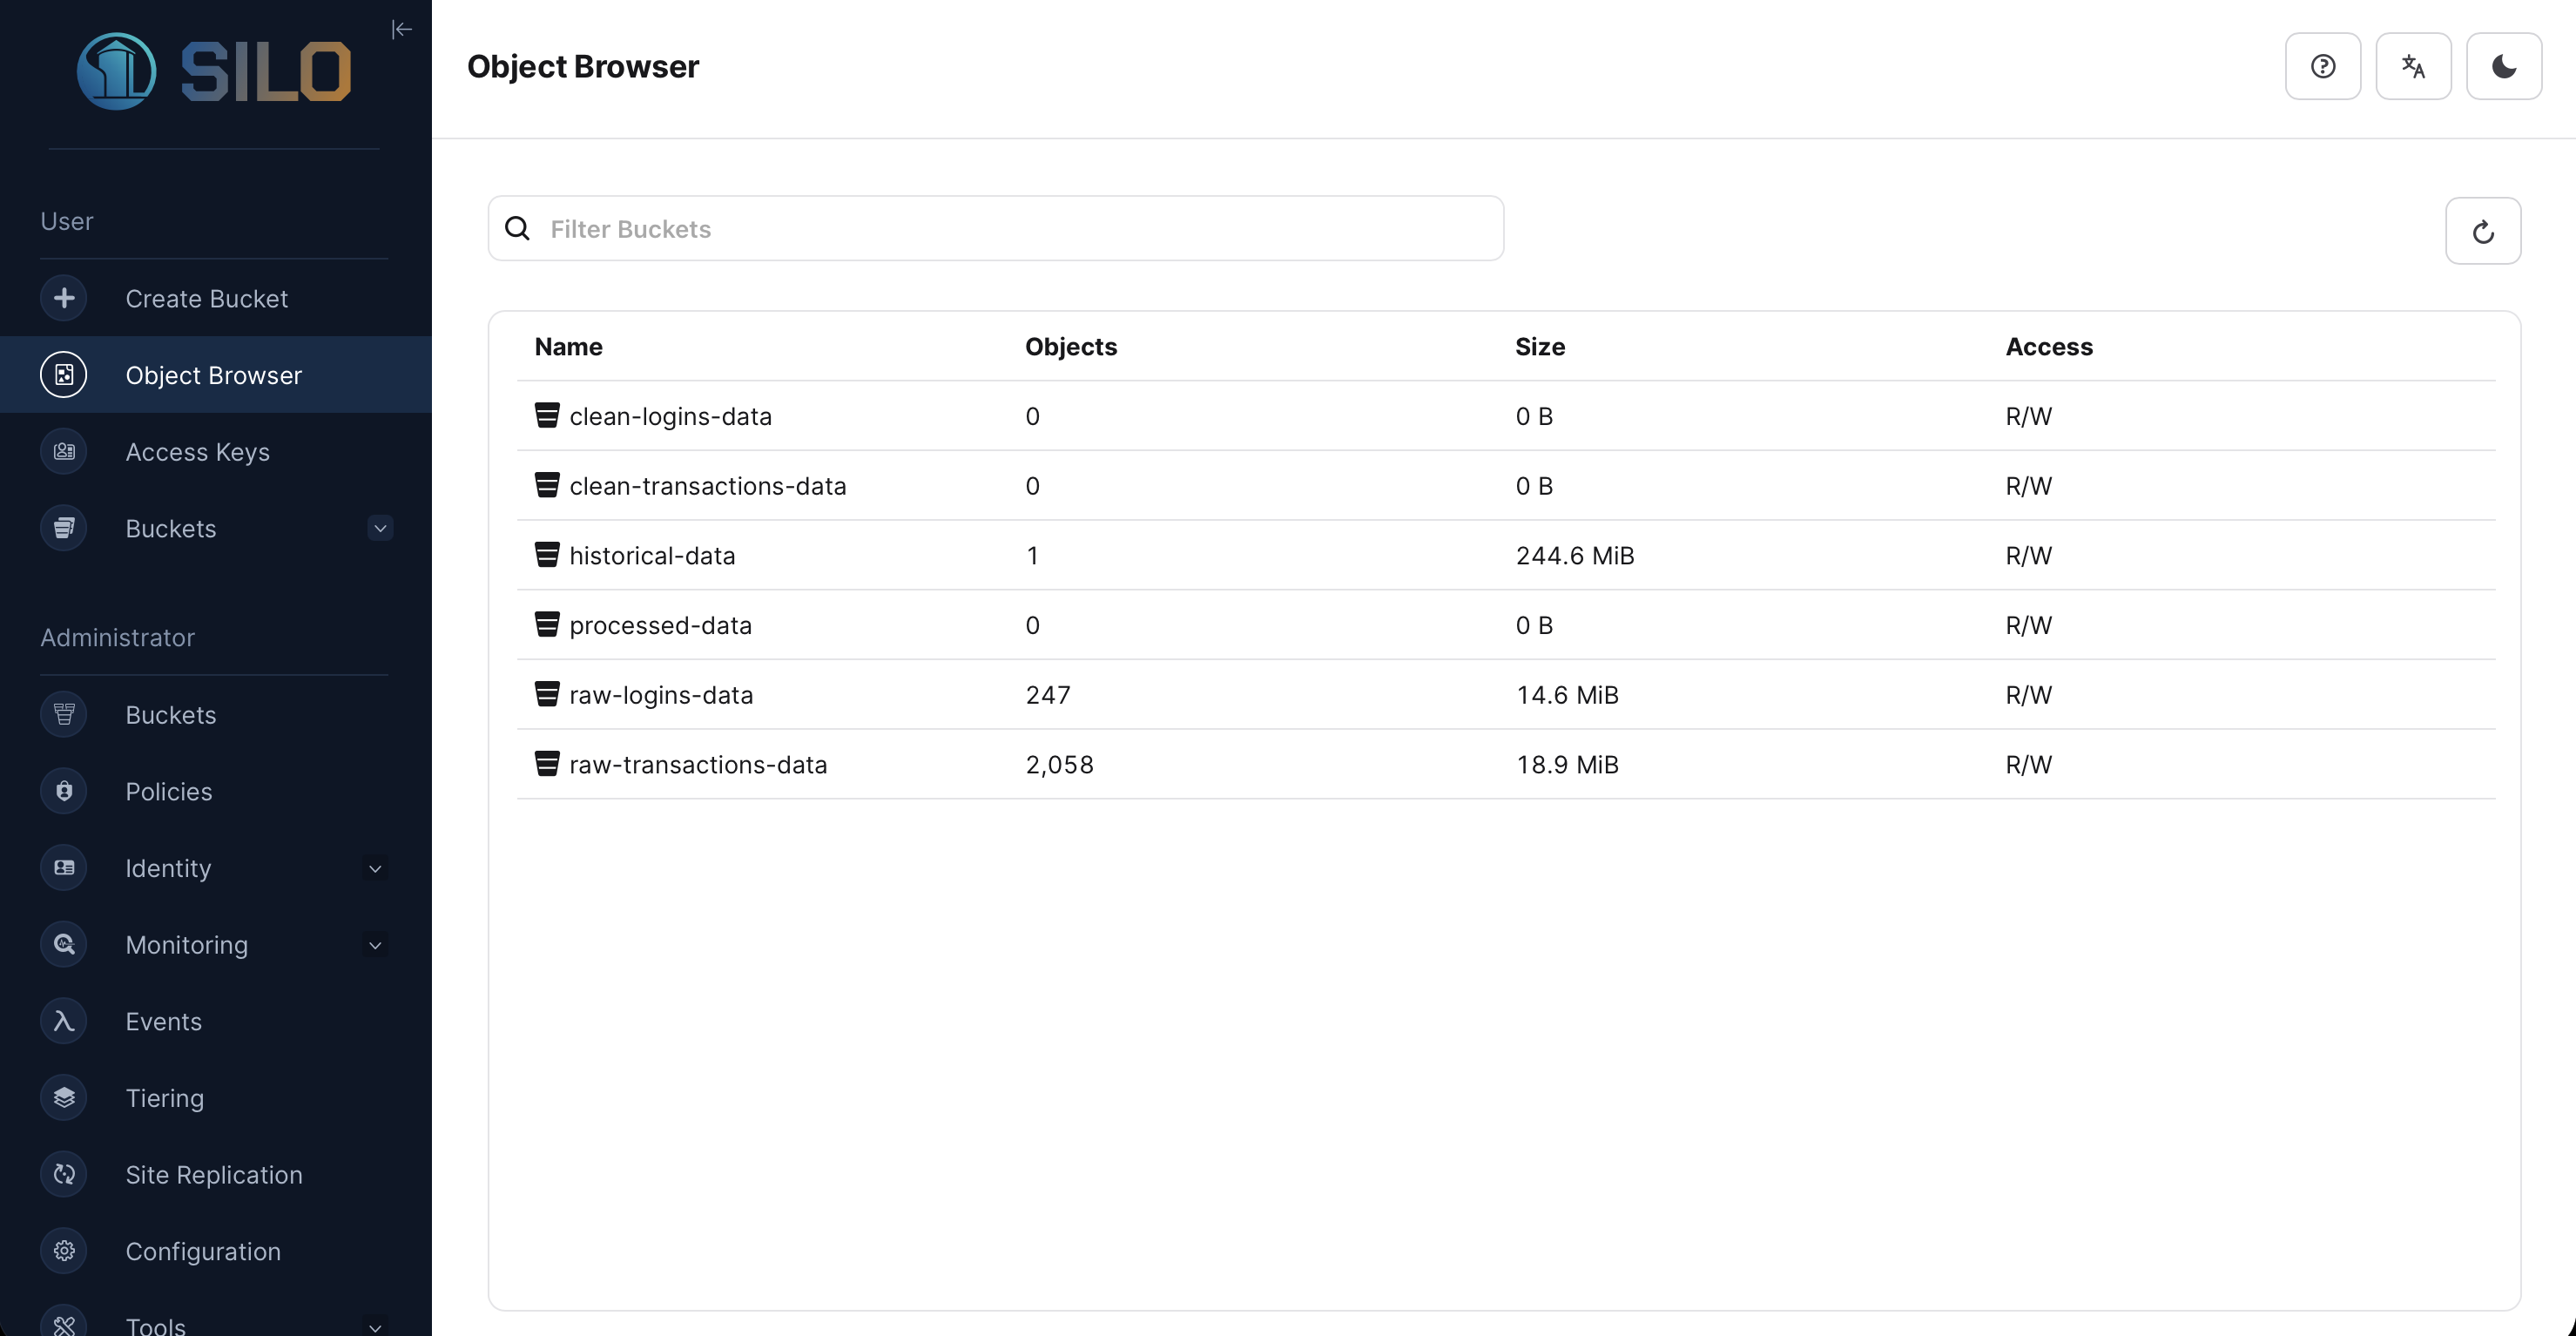 SILO
Object Browser
User
Create Bucket
Object Browser
Access Keys
Buckets
Administrator
Buckets
Policies
Identity
Monitoring
Events
Tiering
Site Replication
Configuration
Tools
Filter Buckets
Name Objects Size Access
clean-logins-data 0 0 B R/W
clean-transactions-data 0 0 B R/W
historical-data 1 244.6 MiB R/W
processed-data 0 0 B R/W
raw-logins-data 247 14.6 MiB R/W
raw-transactions-data 2,058 18.9 MiB R/W